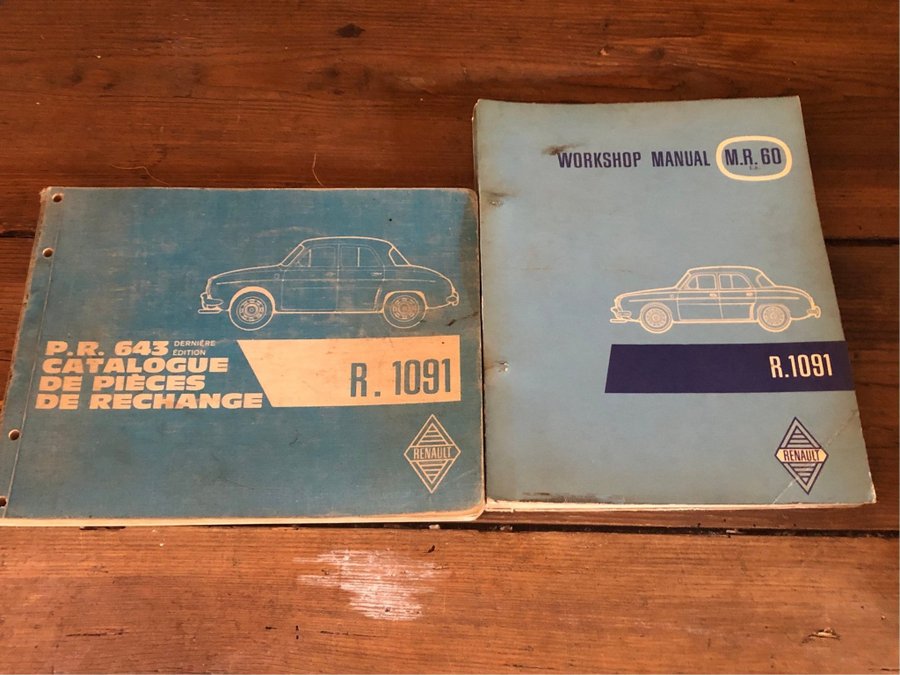 P.R. 643 DERNIÈRE
ÉDITION
CATALOGUE
DE PIÈCES
DE RECHANGE
R. 1091
RENAULT
WORKSHOP MANUAL M.R. 60
R.1091
RENAULT